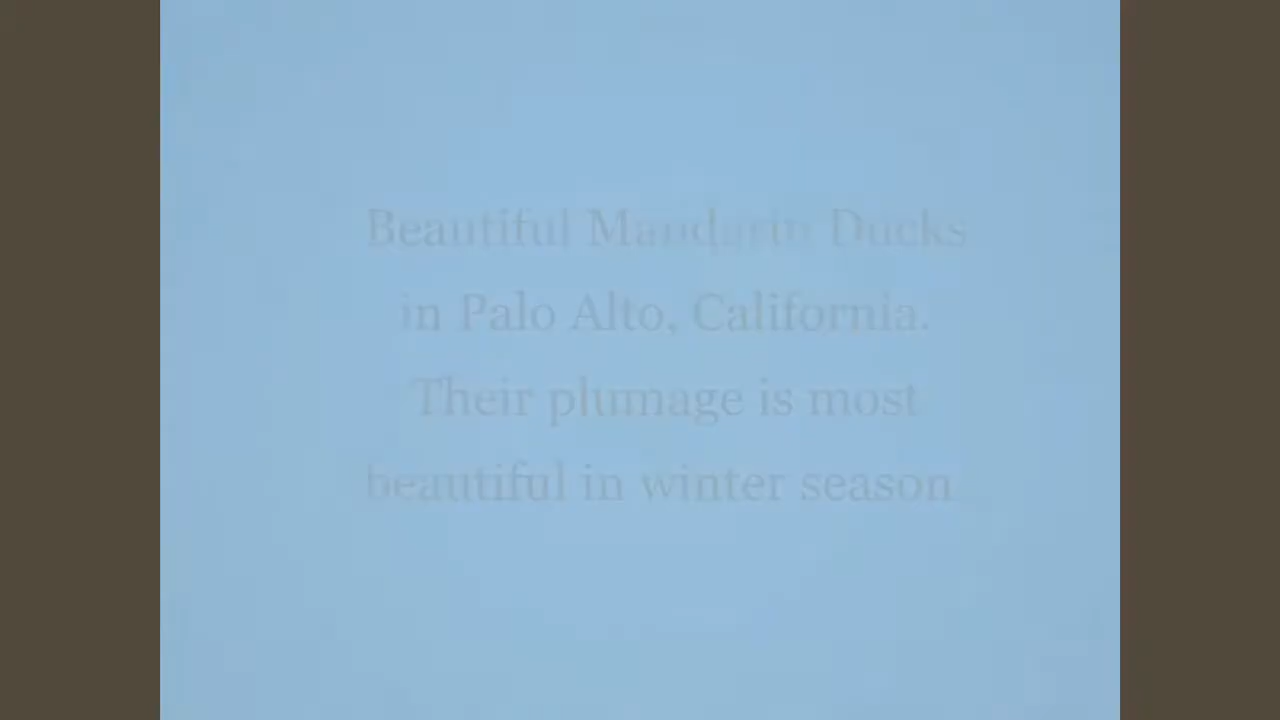 Beautiful Mandarin Ducks
in Palo Alto, California.
Their plumage is most
beautiful in winter season